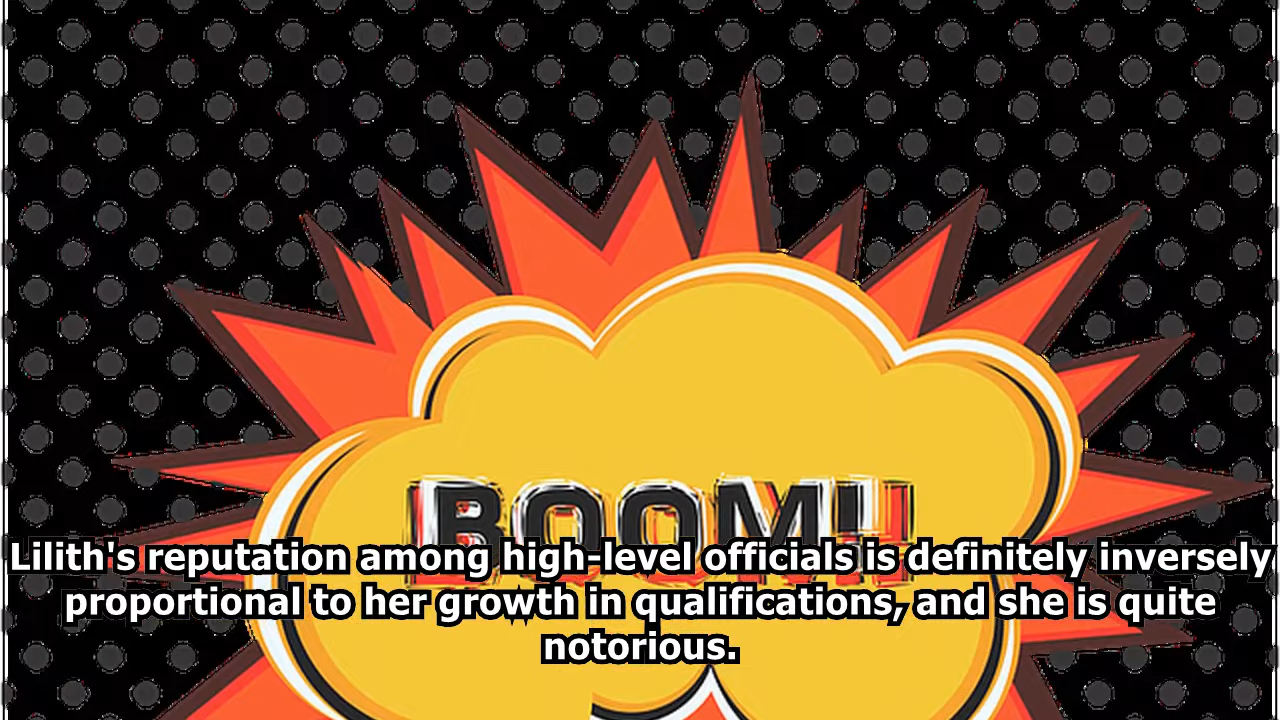 BOOM!!
Lilith's reputation among high-level officials is definitely inversely
proportional to her growth in qualifications, and she is quite
notorious.